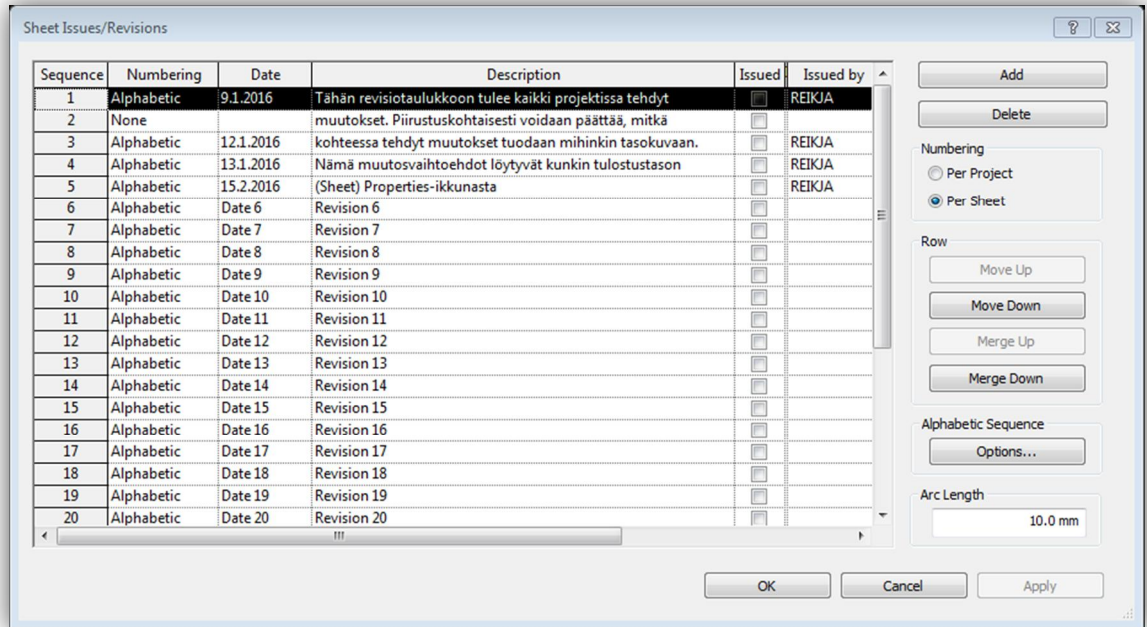 Sheet Issues/Revisions
Sequence Numbering Date Description Issued Issued by
1 Alphabetic 9.1.2016 Tähän revisiotaulukkoon tulee kaikki projektissa tehdyt REIKJA
2 None muutokset. Piirustuskohtaisesti voidaan päättää, mitkä
3 Alphabetic 12.1.2016 kohteessa tehdyt muutokset tuodaan mihinkin tasokuvaan. REIKJA
4 Alphabetic 13.1.2016 Nämä muutosvaihtoehdot löytyvät kunkin tulostustason REIKJA
5 Alphabetic 15.2.2016 (Sheet) Properties-ikkunasta REIKJA
6 Alphabetic Date 6 Revision 6
7 Alphabetic Date 7 Revision 7
8 Alphabetic Date 8 Revision 8
9 Alphabetic Date 9 Revision 9
10 Alphabetic Date 10 Revision 10
11 Alphabetic Date 11 Revision 11
12 Alphabetic Date 12 Revision 12
13 Alphabetic Date 13 Revision 13
14 Alphabetic Date 14 Revision 14
15 Alphabetic Date 15 Revision 15
16 Alphabetic Date 16 Revision 16
17 Alphabetic Date 17 Revision 17
18 Alphabetic Date 18 Revision 18
19 Alphabetic Date 19 Revision 19
20 Alphabetic Date 20 Revision 20
Add
Delete
Numbering
Per Project
Per Sheet
Row
Move Up
Move Down
Merge Up
Merge Down
Alphabetic Sequence
Options...
Arc Length
10.0 mm
OK Cancel Apply